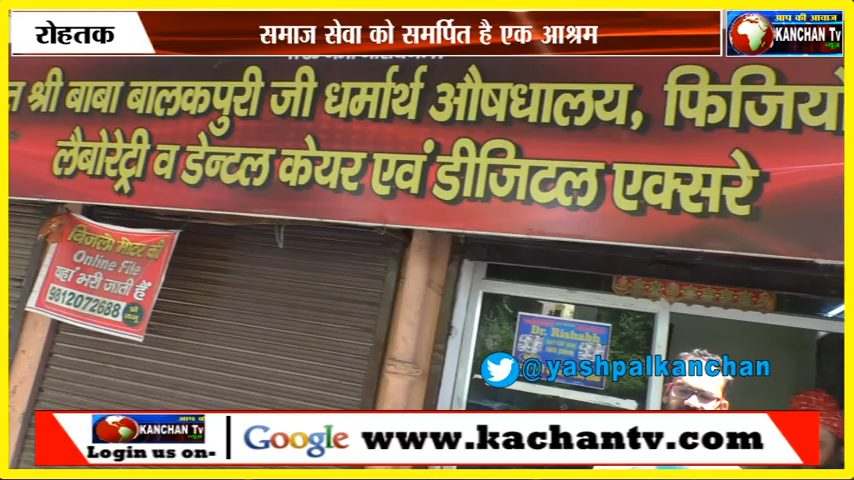 रोहतक
समाज सेवा को समर्पित है एक आश्रम
आप की आवाज
KANCHAN Tv
न्यूज़
श्री बाबा बालकपुरी जी धर्मार्थ औषधालय, फिजियो
लैबोरेट्री व डेन्टल केयर एवं डीजिटल एक्सरे
बिजली मीटर की
Online File
यहां भरी जाती हैं
9812072688
Dr. Rishabh
@yashpalkanchan
आप की
KANCHAN Tv
न्यूज़
Login us on-
Google www.kachantv.com